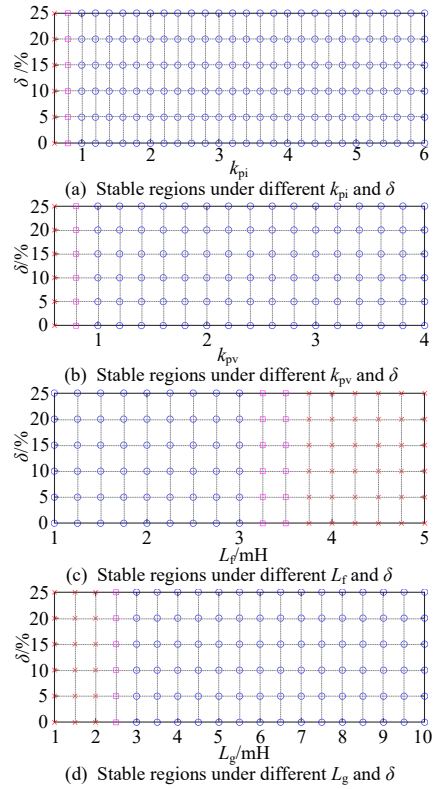 25
20
15
10
5
0
δ /%
1 2 3 4 5 6
k_pi
(a) Stable regions under different k_pi and δ
25
20
15
10
5
0
δ/%
1 2 3 4
k_pv
(b) Stable regions under different k_pv and δ
25
20
15
10
5
0
δ/%
1 2 3 4 5
L_f/mH
(c) Stable regions under different L_f and δ
25
20
15
10
5
0
δ/%
1 2 3 4 5 6 7 8 9 10
L_g/mH
(d) Stable regions under different L_g and δ